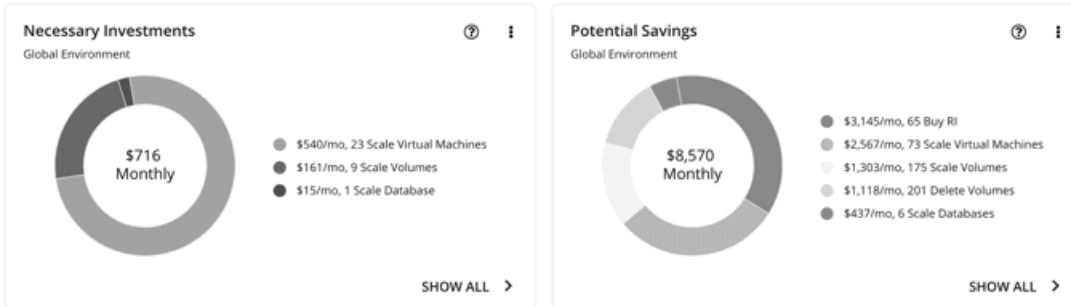 Necessary Investments
Global Environment
$716
Monthly
$540/mo, 23 Scale Virtual Machines
$161/mo, 9 Scale Volumes
$15/mo, 1 Scale Database
SHOW ALL
Potential Savings
Global Environment
$8,570
Monthly
$3,145/mo, 65 Buy RI
$2,567/mo, 73 Scale Virtual Machines
$1,303/mo, 175 Scale Volumes
$1,118/mo, 201 Delete Volumes
$437/mo, 6 Scale Databases
SHOW ALL